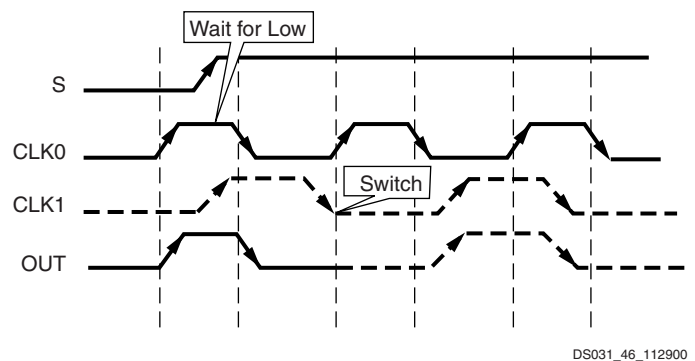 Wait for Low
S
CLK0
CLK1
Switch
OUT
DS031_46_112900